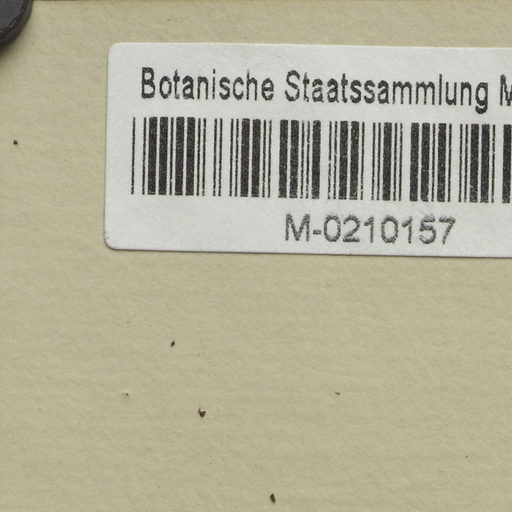 Botanische Staatssammlung M
M-0210157